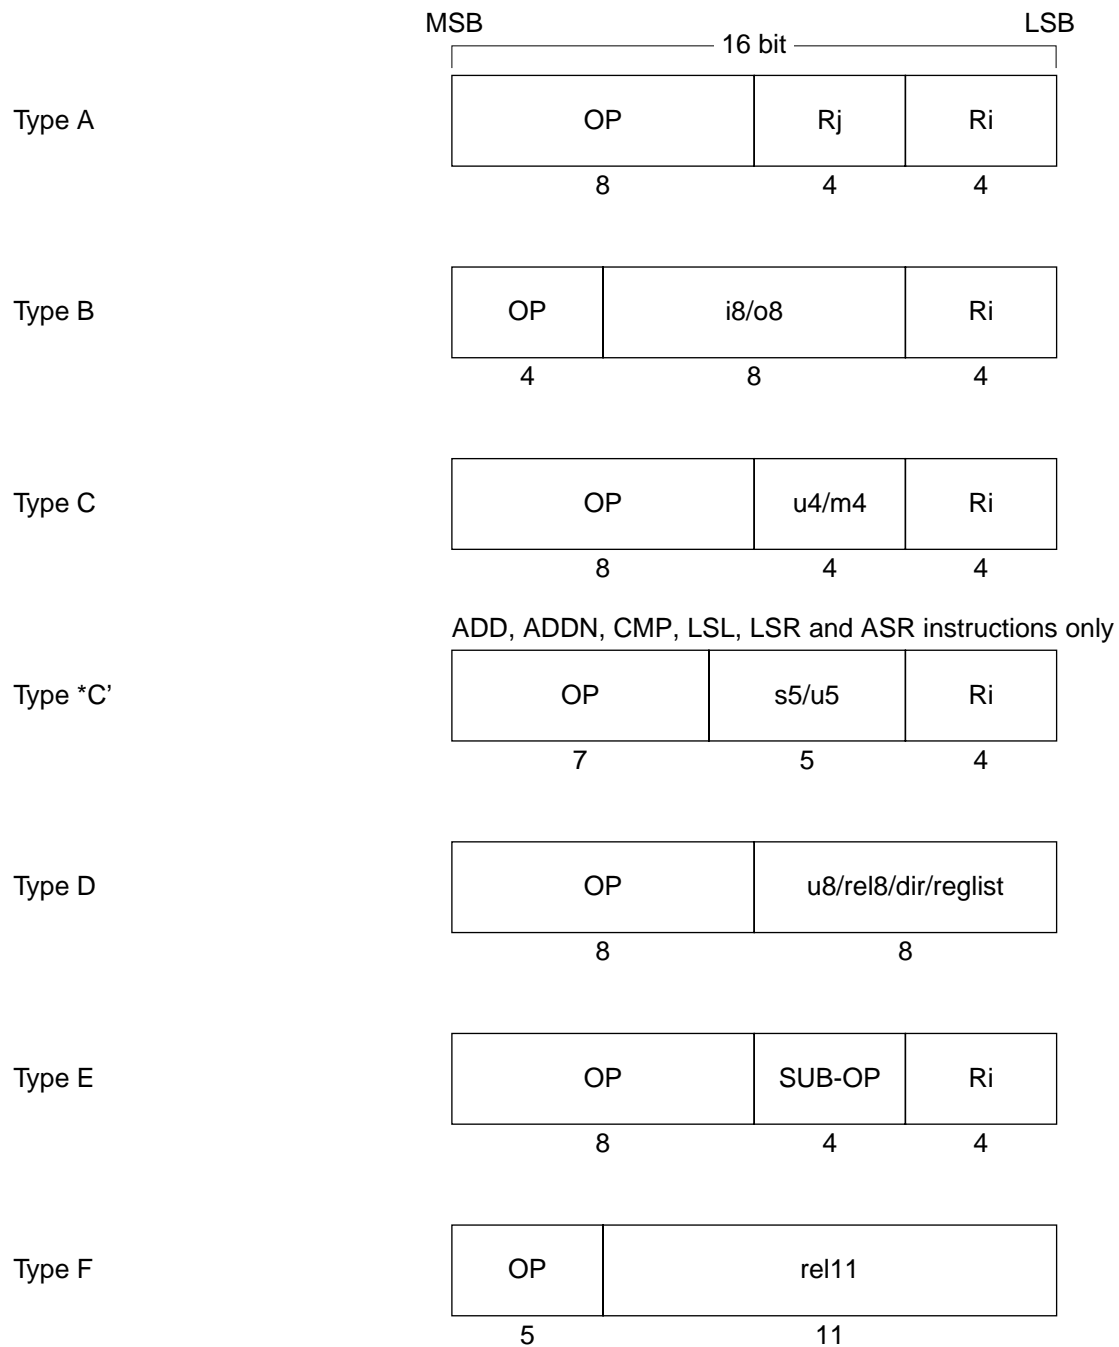 MSB LSB
16 bit
Type A OP Rj Ri
8 4 4
Type B OP i8/o8 Ri
4 8 4
Type C OP u4/m4 Ri
8 4 4
ADD, ADDN, CMP, LSL, LSR and ASR instructions only
Type *C’ OP s5/u5 Ri
7 5 4
Type D OP u8/rel8/dir/reglist
8 8
Type E OP SUB-OP Ri
8 4 4
Type F OP rel11
5 11